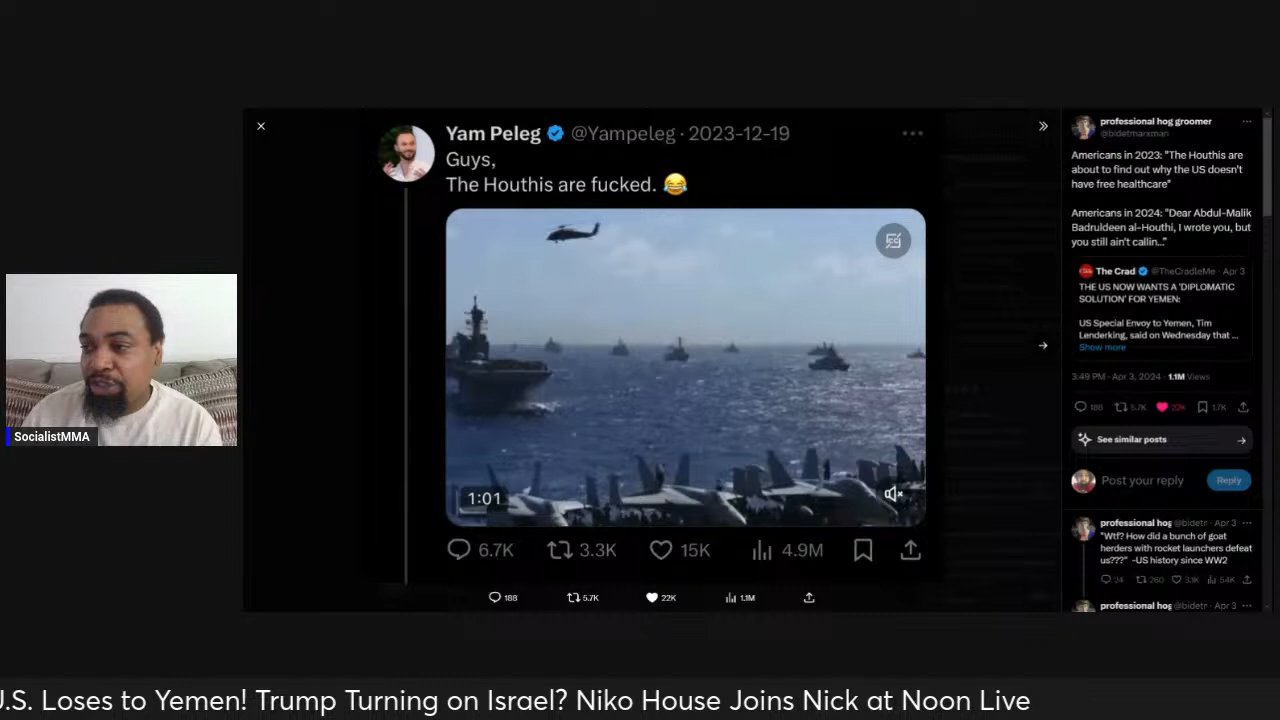 Yam Peleg @Yampeleg · 2023-12-19
Guys,
The Houthis are fucked. 😂
1:01
6.7K 3.3K 15K 4.9M
188 5.7K 22K 1.1M
professional hog groomer
@bidetmarxman
Americans in 2023: "The Houthis are
about to find out why the US doesn't
have free healthcare"
Americans in 2024: "Dear Abdul-Malik
Badruldeen al-Houthi, I wrote you, but
you still ain't callin..."
The Crad @TheCradleMe · Apr 3
THE US NOW WANTS A 'DIPLOMATIC
SOLUTION' FOR YEMEN:
US Special Envoy to Yemen, Tim
Lenderking, said on Wednesday that ...
Show more
3:49 PM · Apr 3, 2024 · 1.1M Views
188 5.7K 22K 1.7K
See similar posts
Post your reply
Reply
professional hog @bidetr · Apr 3
"Wtf? How did a bunch of goat
herders with rocket launchers defeat
us???" -US history since WW2
24 260 3.1K 54K
professional hog @bidetr · Apr 3
SocialistMMA
U.S. Loses to Yemen! Trump Turning on Israel? Niko House Joins Nick at Noon Live